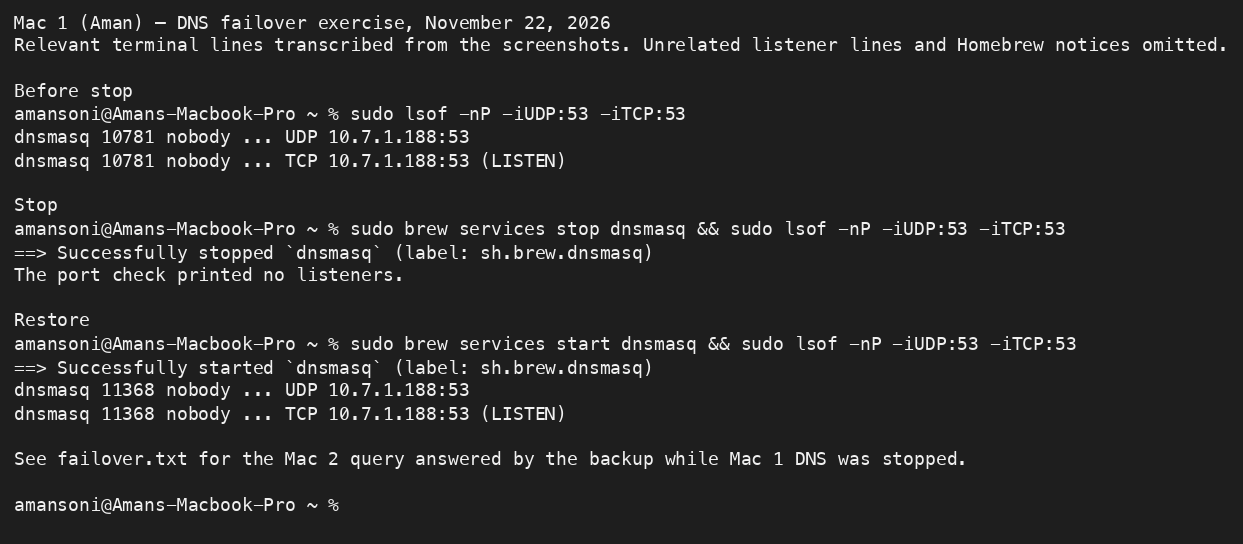 Mac 1 (Aman) — DNS failover exercise, November 22, 2026
Relevant terminal lines transcribed from the screenshots. Unrelated listener lines and Homebrew notices omitted.
Before stop
amansoni@Amans-Macbook-Pro ~ % sudo lsof -nP -iUDP:53 -iTCP:53
dnsmasq 10781 nobody ... UDP 10.7.1.188:53
dnsmasq 10781 nobody ... TCP 10.7.1.188:53 (LISTEN)
Stop
amansoni@Amans-Macbook-Pro ~ % sudo brew services stop dnsmasq && sudo lsof -nP -iUDP:53 -iTCP:53
==> Successfully stopped `dnsmasq` (label: sh.brew.dnsmasq)
The port check printed no listeners.
Restore
amansoni@Amans-Macbook-Pro ~ % sudo brew services start dnsmasq && sudo lsof -nP -iUDP:53 -iTCP:53
==> Successfully started `dnsmasq` (label: sh.brew.dnsmasq)
dnsmasq 11368 nobody ... UDP 10.7.1.188:53
dnsmasq 11368 nobody ... TCP 10.7.1.188:53 (LISTEN)
See failover.txt for the Mac 2 query answered by the backup while Mac 1 DNS was stopped.
amansoni@Amans-Macbook-Pro ~ %